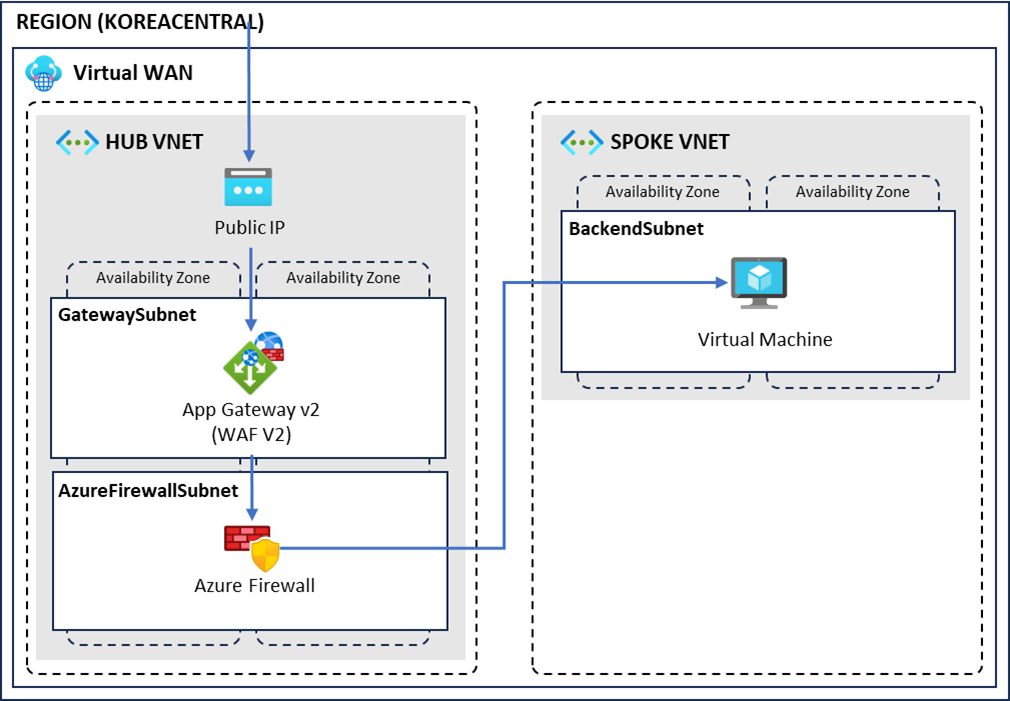 REGION (KOREACENTRAL)
Virtual WAN
HUB VNET
Public IP
Availability Zone
Availability Zone
GatewaySubnet
App Gateway v2
(WAF V2)
AzureFirewallSubnet
Azure Firewall
SPOKE VNET
Availability Zone
Availability Zone
BackendSubnet
Virtual Machine